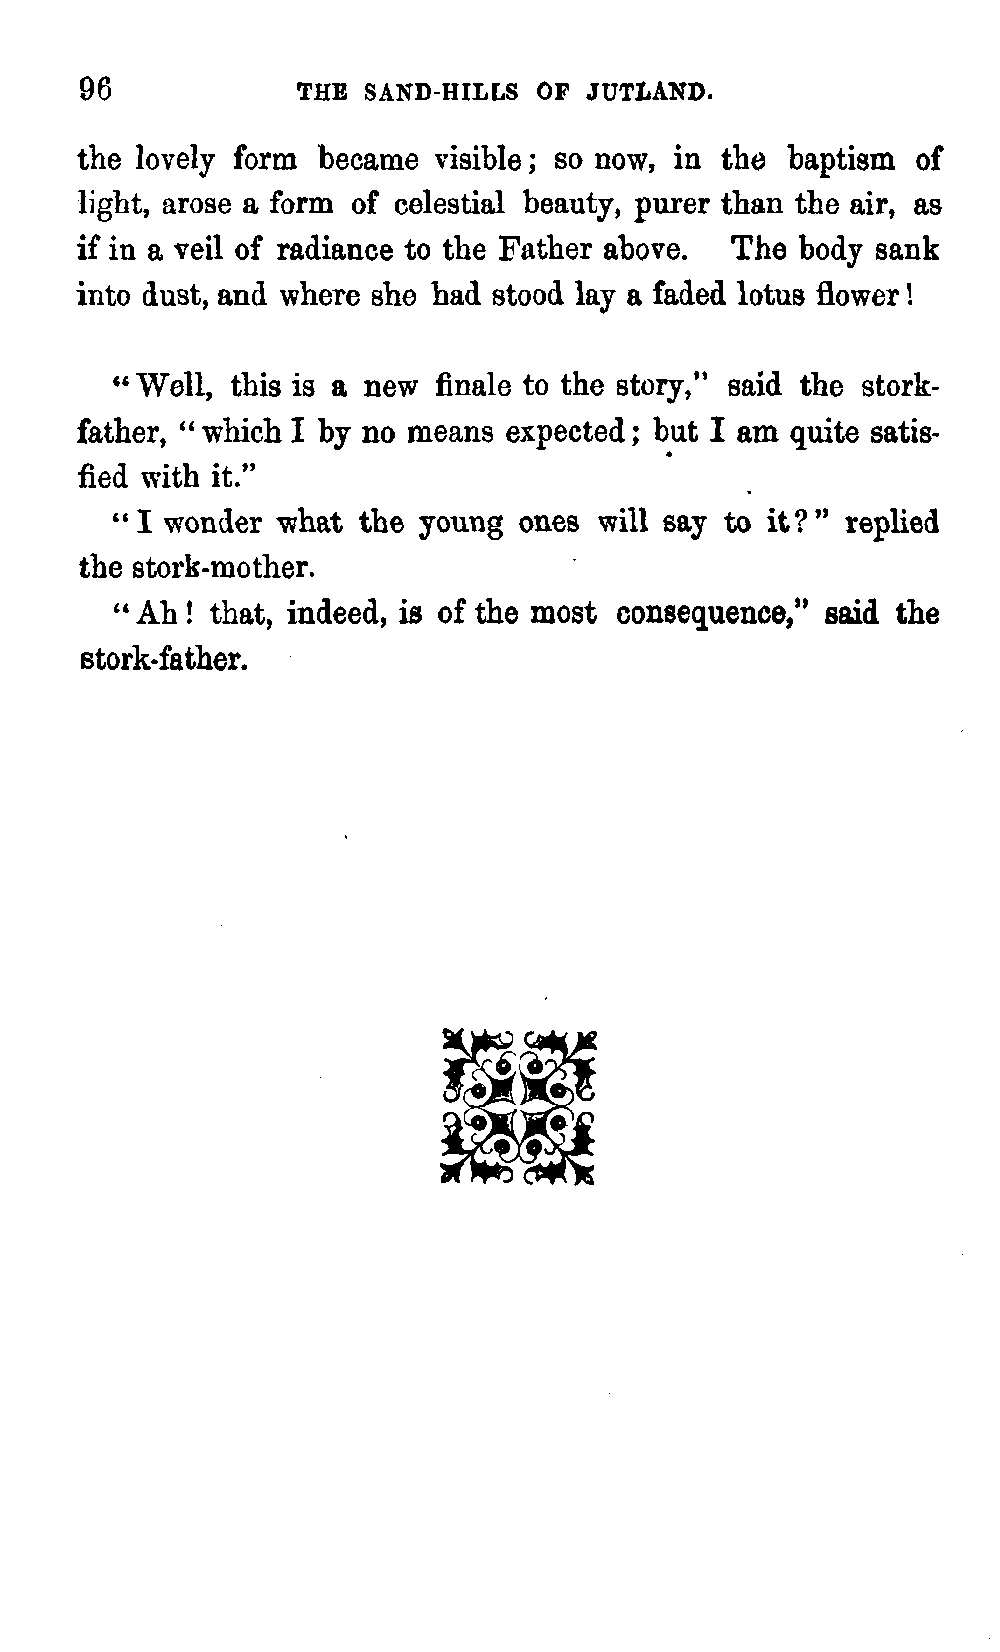 96 THE SAND-HILLS OF JUTLAND.
the lovely form became visible; so now, in the baptism of
light, arose a form of celestial beauty, purer than the air, as
if in a veil of radiance to the Father above. The body sank
into dust, and where she had stood lay a faded lotus flower!
"Well, this is a new finale to the story," said the stork-
father, "which I by no means expected; but I am quite satis-
fied with it."
"I wonder what the young ones will say to it?" replied
the stork-mother.
"Ah! that, indeed, is of the most consequence," said the
stork-father.